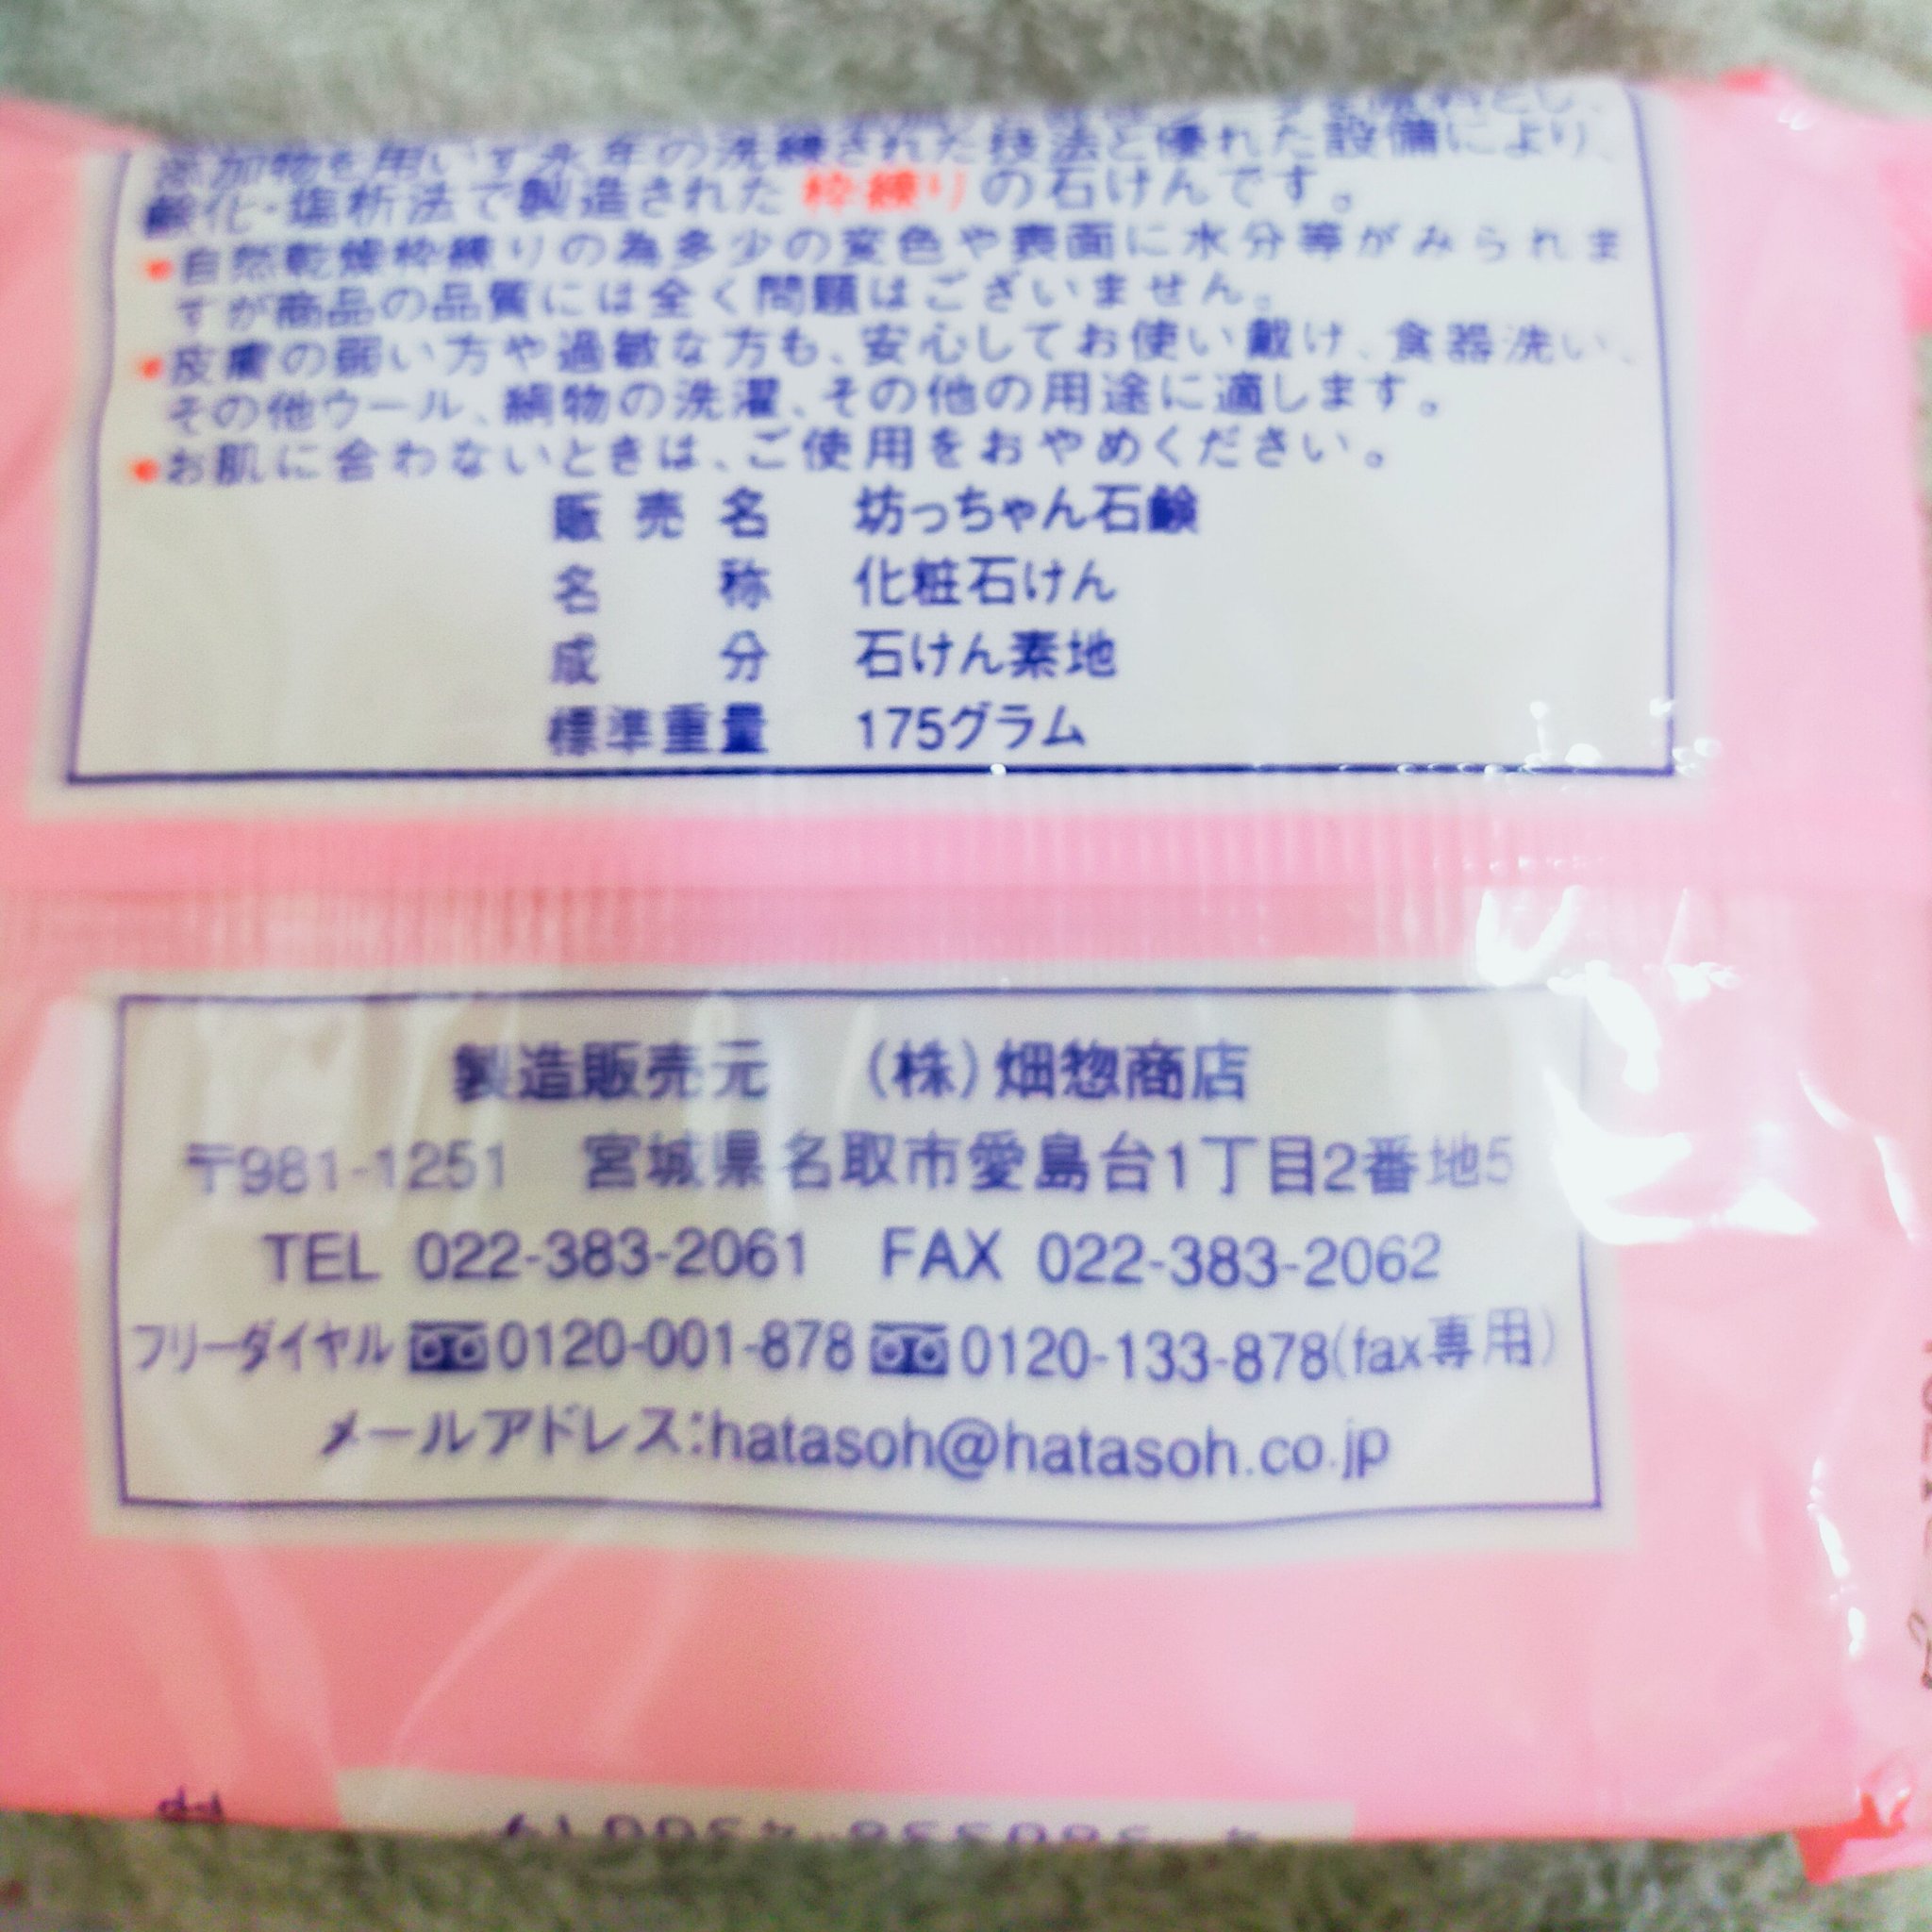 添加物を用いず永年の洗練された技法と優れた設備により、
鹸化・塩析法で製造された枠練りの石けんです。
●自然乾燥枠練りの為多少の変色や表面に水分等がみられま
すが商品の品質には全く問題はございません。
●皮膚の弱い方や過敏な方も、安心してお使い戴け、食器洗い、
その他ウール、絹物の洗濯、その他の用途に適します。
●お肌に合わないときは、ご使用をおやめください。
販売名 坊っちゃん石鹸
名称 化粧石けん
成分 石けん素地
標準重量 175グラム
製造販売元 (株)畑惣商店
〒981-1251 宮城県名取市愛島台1丁目2番地5
TEL 022-383-2061 FAX 022-383-2062
フリーダイヤル 0120-001-878 0120-133-878(fax専用)
メールアドレス:hatasoh@hatasoh.co.jp